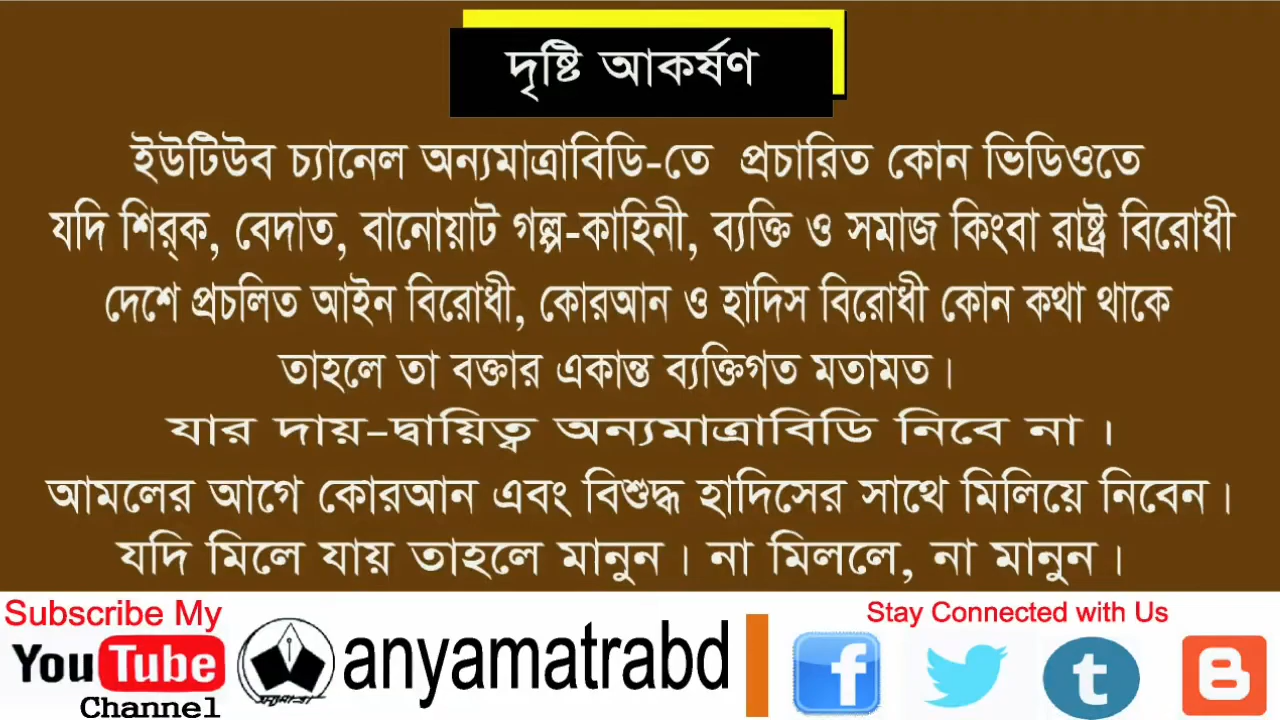 দৃষ্টি আকর্ষণ
ইউটিউব চ্যানেল অন্যমাত্রাবিডি-তে প্রচারিত কোন ভিডিওতে
যদি শির্‌ক, বেদাত, বানোয়াট গল্প-কাহিনী, ব্যক্তি ও সমাজ কিংবা রাষ্ট্র বিরোধী
দেশে প্রচলিত আইন বিরোধী, কোরআন ও হাদিস বিরোধী কোন কথা থাকে
তাহলে তা বক্তার একান্ত ব্যক্তিগত মতামত।
যার দায়-দ্বায়িত্ব অন্যমাত্রাবিডি নিবে না।
আমলের আগে কোরআন এবং বিশুদ্ধ হাদিসের সাথে মিলিয়ে নিবেন।
যদি মিলে যায় তাহলে মানুন। না মিললে, না মানুন।
Subscribe My
YouTube
Channel
অন্যমাত্রা
anyamatrabd
Stay Connected with Us